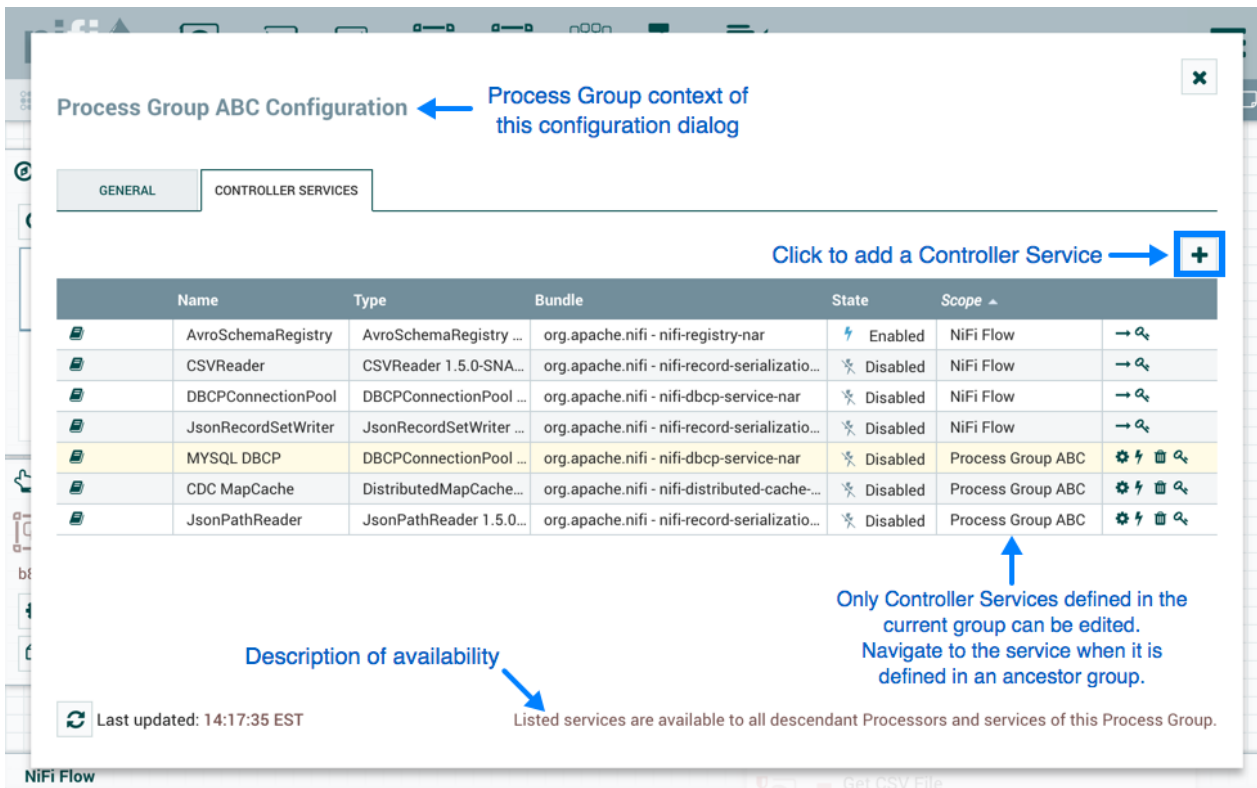 nifi
Process Group ABC Configuration
Process Group context of
this configuration dialog
GENERAL
CONTROLLER SERVICES
Click to add a Controller Service
Name Type Bundle State Scope
AvroSchemaRegistry AvroSchemaRegistry ... org.apache.nifi - nifi-registry-nar Enabled NiFi Flow
CSVReader CSVReader 1.5.0-SNA... org.apache.nifi - nifi-record-serializatio... Disabled NiFi Flow
DBCPConnectionPool DBCPConnectionPool ... org.apache.nifi - nifi-dbcp-service-nar Disabled NiFi Flow
JsonRecordSetWriter JsonRecordSetWriter ... org.apache.nifi - nifi-record-serializatio... Disabled NiFi Flow
MYSQL DBCP DBCPConnectionPool ... org.apache.nifi - nifi-dbcp-service-nar Disabled Process Group ABC
CDC MapCache DistributedMapCache... org.apache.nifi - nifi-distributed-cache-... Disabled Process Group ABC
JsonPathReader JsonPathReader 1.5.0... org.apache.nifi - nifi-record-serializatio... Disabled Process Group ABC
Only Controller Services defined in the
current group can be edited.
Navigate to the service when it is
defined in an ancestor group.
Description of availability
Last updated: 14:17:35 EST
Listed services are available to all descendant Processors and services of this Process Group.
NiFi Flow
Get CSV File